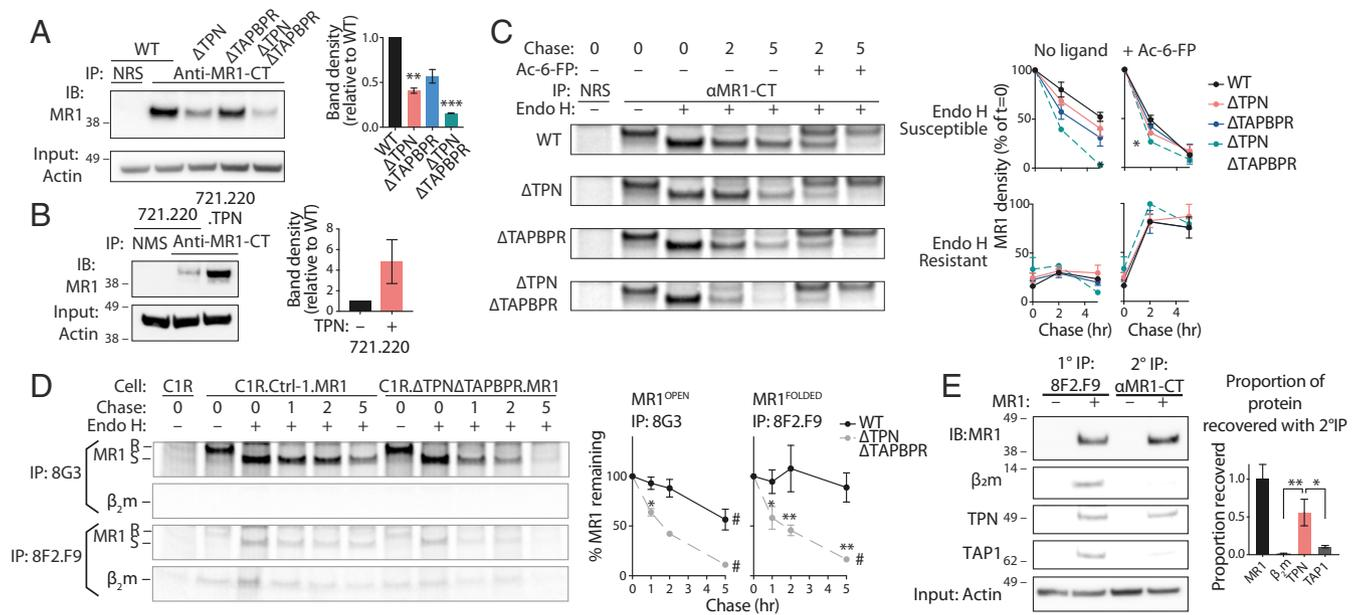 A
WT
ΔTPN
ΔTAPBPR
ΔTPN
ΔTAPBPR
IP: NRS Anti-MR1-CT
IB:
MR1
38 –
Input:
Actin
49 –
Band density
(relative to WT)
1.0
0.5
0.0
**
***
WT
ΔTPN
ΔTAPBPR
ΔTPN
ΔTAPBPR
B
721.220
721.220
.TPN
IP: NMS Anti-MR1-CT
IB:
MR1
38 –
Input:
Actin
49 –
38 –
Band density
(relative to WT)
8
6
4
2
0
TPN: – +
721.220
C
Chase: 0 0 0 2 5 2 5
Ac-6-FP: – – – – – + +
IP: NRS αMR1-CT
Endo H: – – + + + + +
WT
ΔTPN
ΔTAPBPR
ΔTPN
ΔTAPBPR
No ligand + Ac-6-FP
Endo H
Susceptible
Endo H
Resistant
MR1 density (% of t=0)
100
50
0
*
*
100
50
0
0 2 4 0 2 4
Chase (hr) Chase (hr)
WT
ΔTPN
ΔTAPBPR
ΔTPN
ΔTAPBPR
D
Cell: C1R C1R.Ctrl-1.MR1 C1R.ΔTPNΔTAPBPR.MR1
Chase: 0 0 0 1 2 5 0 0 1 2 5
Endo H: – – + + + + – + + + +
IP: 8G3
MR1 R–
S–
β2m –
IP: 8F2.F9
MR1 R–
S–
β2m –
MR1OPEN
IP: 8G3
MR1FOLDED
IP: 8F2.F9
WT
ΔTPN
ΔTAPBPR
% MR1 remaining
100
50
0
*
#
#
*
**
**
#
0 1 2 3 4 5 0 1 2 3 4 5
Chase (hr)
E
1° IP: 2° IP:
8F2.F9 αMR1-CT
MR1: – + – +
49 –
IB:MR1
38 –
14 –
β2m
TPN 49 –
TAP1
62 –
49 –
Input: Actin
Proportion of
protein
recovered with 2°IP
Proportion recoverd
1.0
0.5
0.0
** *
MR1
β2m
TPN
TAP1